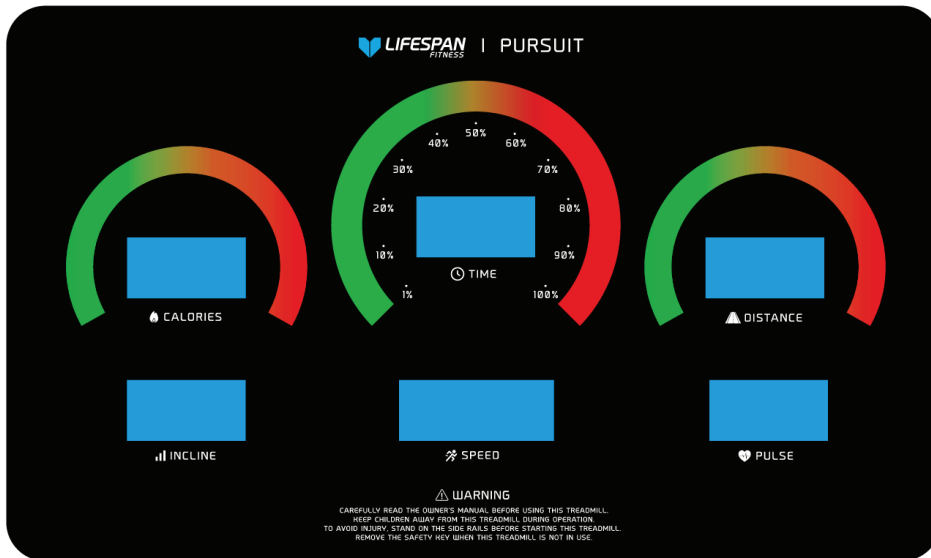 LIFESPAN FITNESS | PURSUIT
50%
40% 60%
30% 70%
20% 80%
10% 90%
TIME
1% 100%
CALORIES
DISTANCE
INCLINE
SPEED
PULSE
WARNING
CAREFULLY READ THE OWNER'S MANUAL BEFORE USING THIS TREADMILL.
KEEP CHILDREN AWAY FROM THIS TREADMILL DURING OPERATION.
TO AVOID INJURY, STAND ON THE SIDE RAILS BEFORE STARTING THIS TREADMILL.
REMOVE THE SAFETY KEY WHEN THIS TREADMILL IS NOT IN USE.